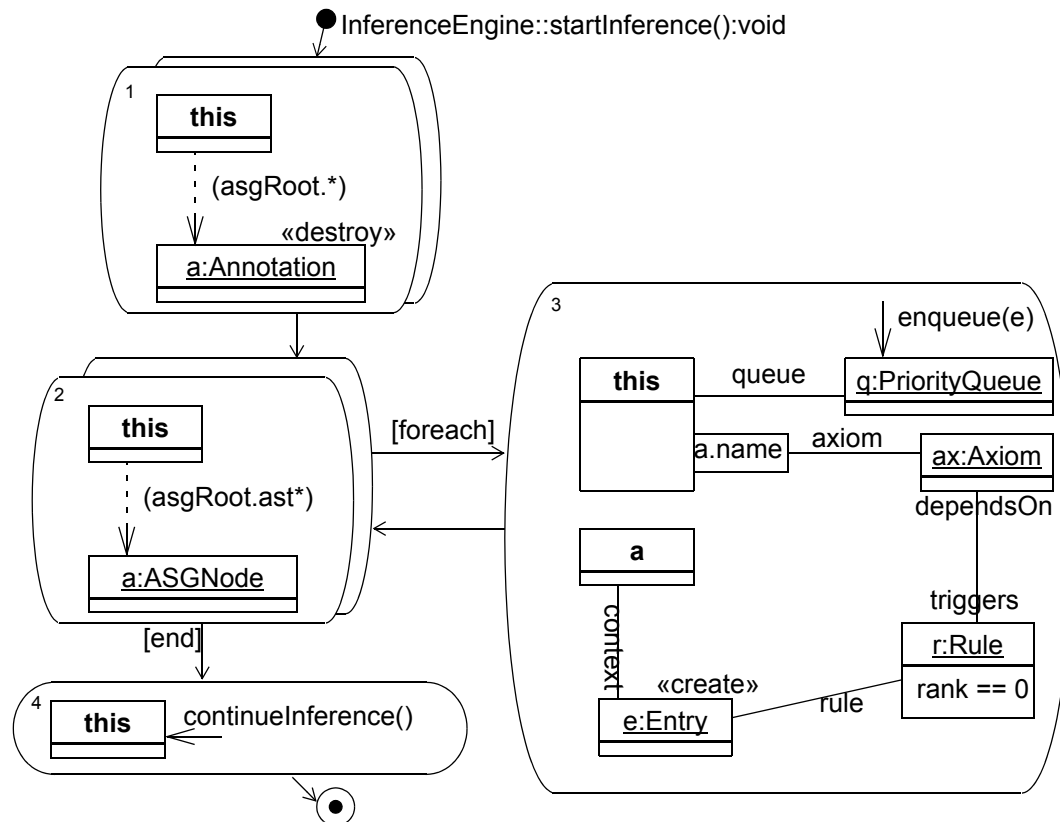 InferenceEngine::startInference():void
1
this
(asgRoot.*)
«destroy»
a:Annotation
2
this
(asgRoot.ast*)
a:ASGNode
[foreach]
[end]
3
enqueue(e)
this
queue
q:PriorityQueue
a.name
axiom
ax:Axiom
dependsOn
a
context
triggers
r:Rule
rank == 0
«create»
e:Entry
rule
4
this
continueInference()